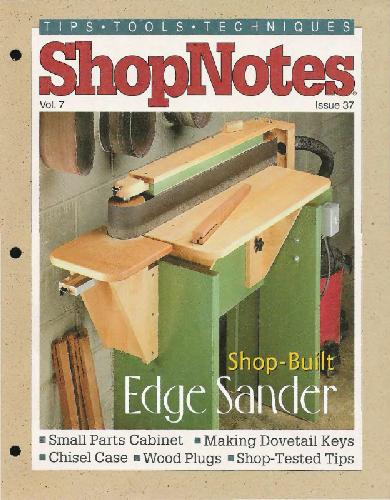 TIPS • TOOLS • TECHNIQUES
ShopNotes®
Vol. 7 Issue 37
Shop-Built
Edge Sander
■ Small Parts Cabinet ■ Making Dovetail Keys
■ Chisel Case ■ Wood Plugs ■ Shop-Tested Tips